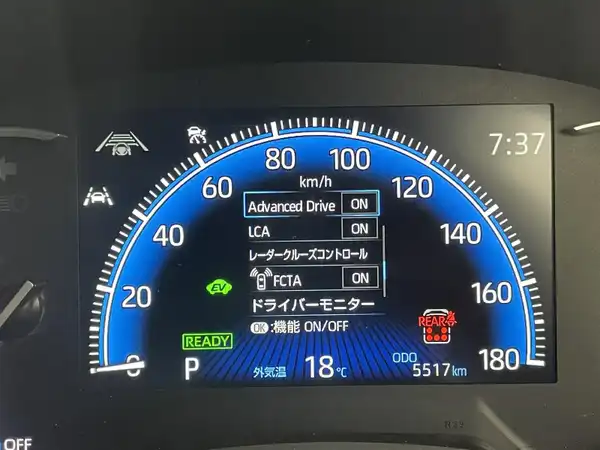 7:37
80 100
60 km/h 120
Advanced Drive ON
LCA ON
40 140
レーダークルーズコントロール
FCTA ON
EV
20 160
ドライバーモニター
OK:機能 ON/OFF
REAR
READY
0 180
P 外気温 18℃ ODO 5517km
OFF